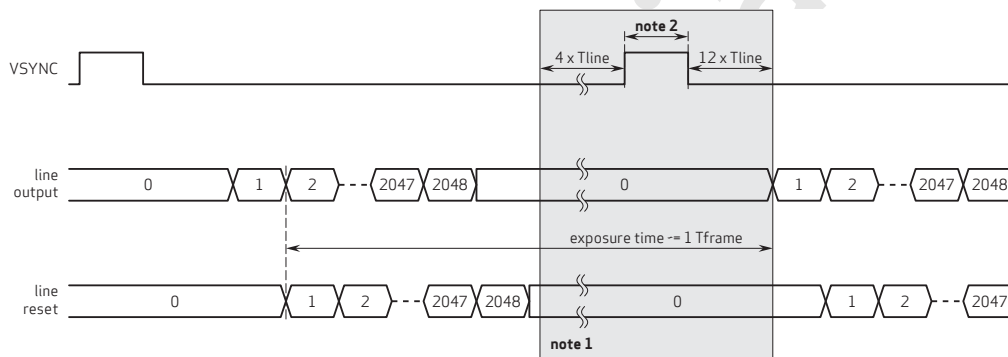 note 2
VSYNC
4 x Tline
12 x Tline
line
output
0
1
2
2047
2048
0
1
2
2047
2048
exposure time ~= 1 Tframe
line
reset
0
1
2
2047
2048
0
1
2
2047
note 1